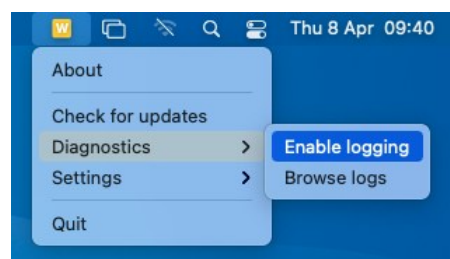 W Thu 8 Apr 09:40
About
Check for updates
Diagnostics
Enable logging
Settings
Browse logs
Quit